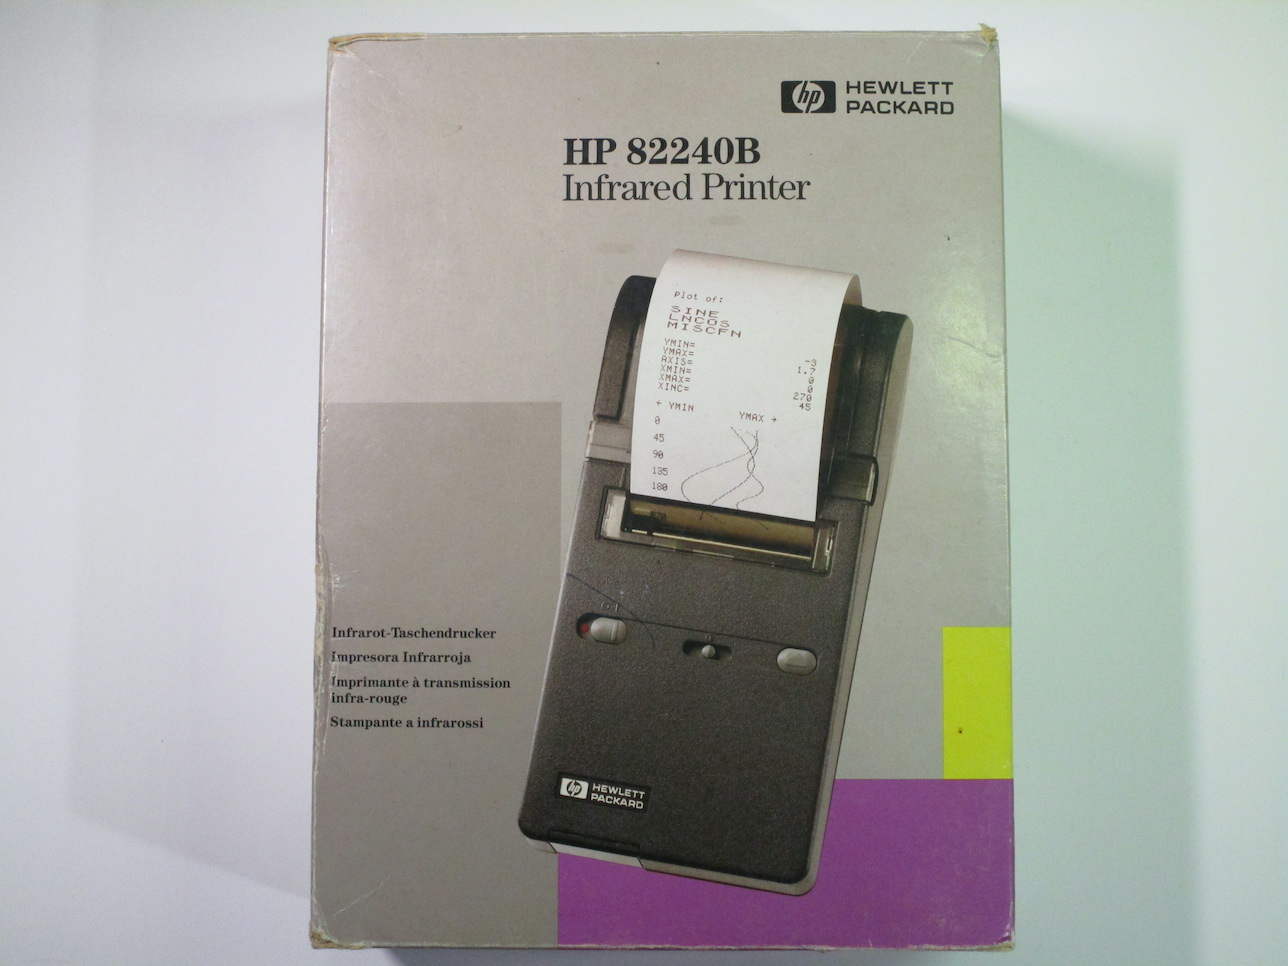 hp HEWLETT
PACKARD
HP 82240B
Infrared Printer
Plot of:
SINE
LNCOS
MISCFN
YMIN= -3
YMAX= 1.7
AXIS= 0
XMIN= 0
XMAX= 270
XINC= 45
← YMIN YMAX →
0
45
90
135
180
Infrarot-Taschendrucker
Impresora Infrarroja
Imprimante à transmission
infra-rouge
Stampante a infrarossi
hp HEWLETT
PACKARD